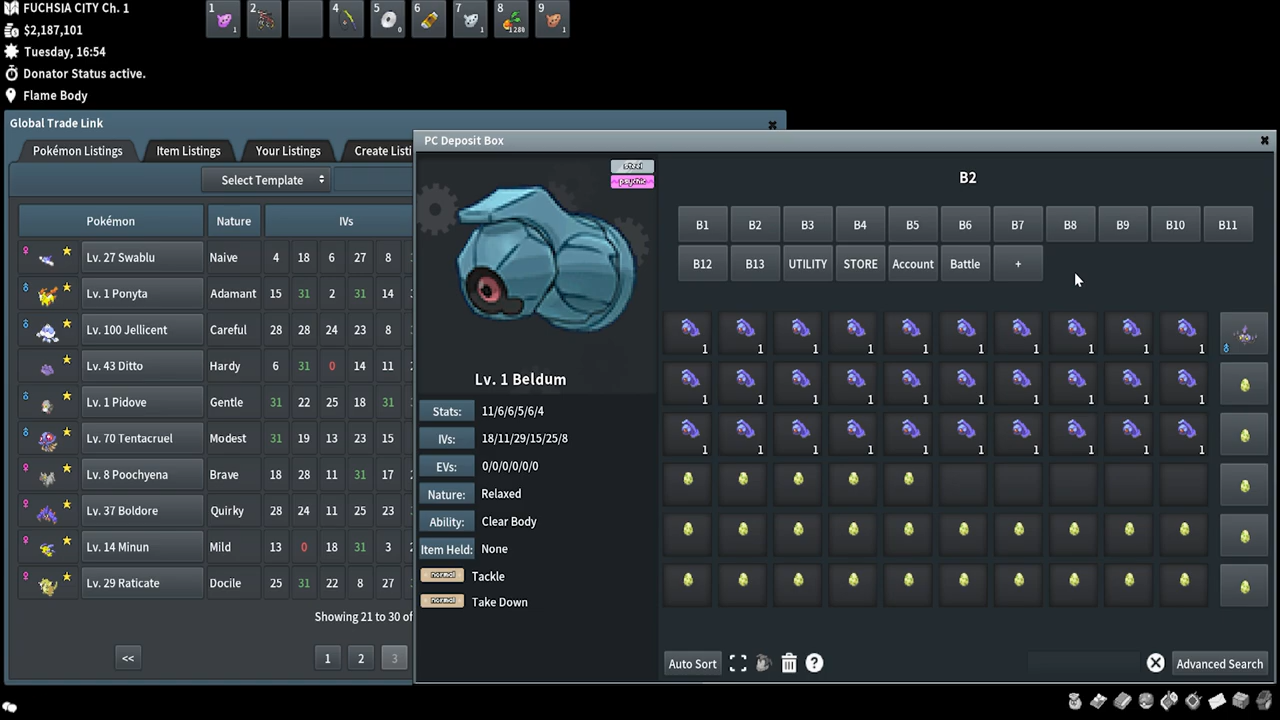 FUCHSIA CITY Ch. 1
$2,187,101
Tuesday, 16:54
Donator Status active.
Flame Body
1 1 2 4 5 0 6 7 1 8 1280 9 1
Global Trade Link
Pokémon Listings Item Listings Your Listings Create Listi
Select Template
Pokémon Nature IVs
Lv. 27 Swablu Naive 4 18 6 27 8
Lv. 1 Ponyta Adamant 15 31 2 31 14
Lv. 100 Jellicent Careful 28 28 24 23 8
Lv. 43 Ditto Hardy 6 31 0 14 11
Lv. 1 Pidove Gentle 31 22 25 18 31
Lv. 70 Tentacruel Modest 31 19 13 23 15
Lv. 8 Poochyena Brave 18 28 11 31 17
Lv. 37 Boldore Quirky 28 24 11 25 23
Lv. 14 Minun Mild 13 0 18 31 3
Lv. 29 Raticate Docile 25 31 22 8 27
Showing 21 to 30 of
<< 1 2 3
PC Deposit Box
steel
psychic
Lv. 1 Beldum
Stats: 11/6/6/5/6/4
IVs: 18/11/29/15/25/8
EVs: 0/0/0/0/0/0
Nature: Relaxed
Ability: Clear Body
Item Held: None
normal Tackle
normal Take Down
B2
B1 B2 B3 B4 B5 B6 B7 B8 B9 B10 B11
B12 B13 UTILITY STORE Account Battle +
1 1 1 1 1 1 1 1 1 1
1 1 1 1 1 1 1 1 1 1
1 1 1 1 1 1 1 1 1 1
Auto Sort ? Advanced Search